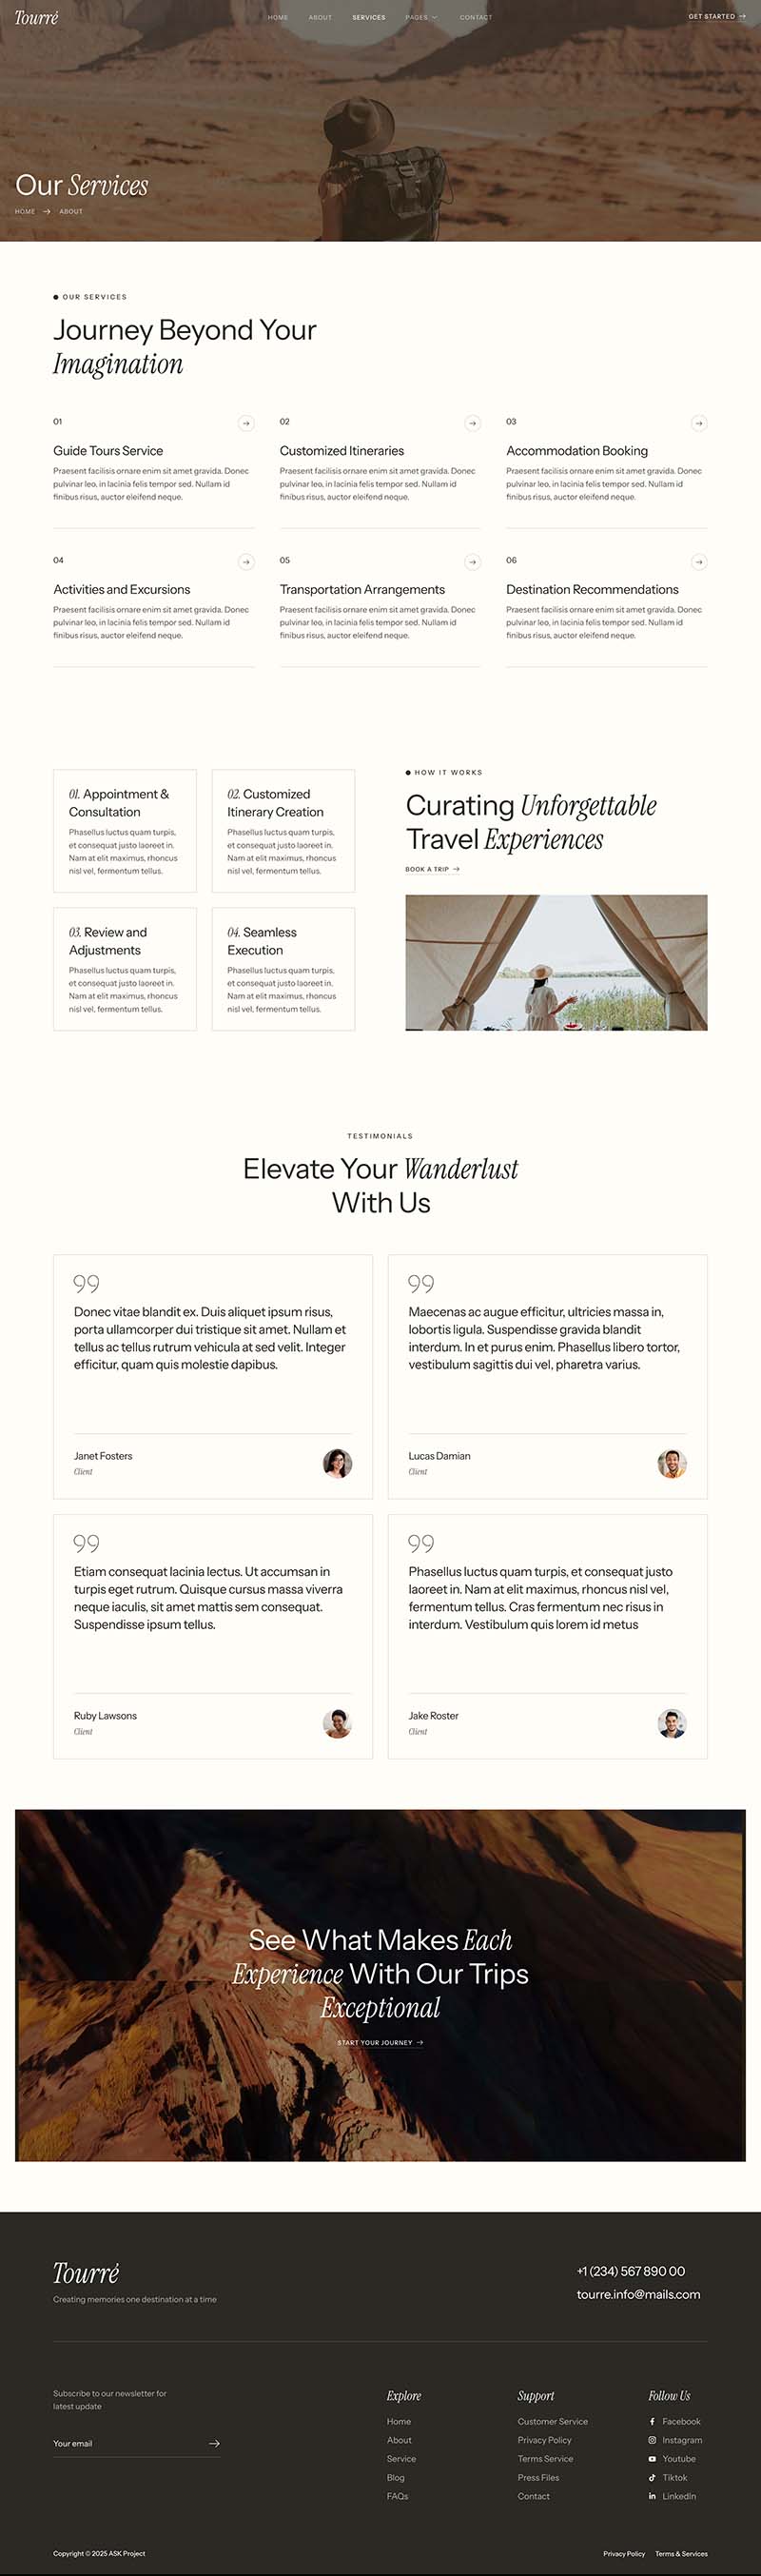 Tourré
HOME ABOUT SERVICES PAGES CONTACT
GET STARTED
Our Services
HOME ABOUT
OUR SERVICES
Journey Beyond Your
Imagination
01
Guide Tours Service
Praesent facilisis ornare enim sit amet gravida. Donec
pulvinar leo, in lacinia felis tempor sed. Nullam id
finibus risus, auctor eleifend neque.
02
Customized Itineraries
Praesent facilisis ornare enim sit amet gravida. Donec
pulvinar leo, in lacinia felis tempor sed. Nullam id
finibus risus, auctor eleifend neque.
03
Accommodation Booking
Praesent facilisis ornare enim sit amet gravida. Donec
pulvinar leo, in lacinia felis tempor sed. Nullam id
finibus risus, auctor eleifend neque.
04
Activities and Excursions
Praesent facilisis ornare enim sit amet gravida. Donec
pulvinar leo, in lacinia felis tempor sed. Nullam id
finibus risus, auctor eleifend neque.
05
Transportation Arrangements
Praesent facilisis ornare enim sit amet gravida. Donec
pulvinar leo, in lacinia felis tempor sed. Nullam id
finibus risus, auctor eleifend neque.
06
Destination Recommendations
Praesent facilisis ornare enim sit amet gravida. Donec
pulvinar leo, in lacinia felis tempor sed. Nullam id
finibus risus, auctor eleifend neque.
01. Appointment &
Consultation
Phasellus luctus quam turpis,
et consequat justo laoreet in.
Nam at elit maximus, rhoncus
nisl vel, fermentum tellus.
02. Customized
Itinerary Creation
Phasellus luctus quam turpis,
et consequat justo laoreet in.
Nam at elit maximus, rhoncus
nisl vel, fermentum tellus.
03. Review and
Adjustments
Phasellus luctus quam turpis,
et consequat justo laoreet in.
Nam at elit maximus, rhoncus
nisl vel, fermentum tellus.
04. Seamless
Execution
Phasellus luctus quam turpis,
et consequat justo laoreet in.
Nam at elit maximus, rhoncus
nisl vel, fermentum tellus.
HOW IT WORKS
Curating Unforgettable
Travel Experiences
BOOK A TRIP
TESTIMONIALS
Elevate Your Wanderlust
With Us
Donec vitae blandit ex. Duis aliquet ipsum risus,
porta ullamcorper dui tristique sit amet. Nullam et
tellus ac tellus rutrum vehicula at sed velit. Integer
efficitur, quam quis molestie dapibus.
Janet Fosters
Client
Maecenas ac augue efficitur, ultricies massa in,
lobortis ligula. Suspendisse gravida blandit
interdum. In et purus enim. Phasellus libero tortor,
vestibulum sagittis dui vel, pharetra varius.
Lucas Damian
Client
Etiam consequat lacinia lectus. Ut accumsan in
turpis eget rutrum. Quisque cursus massa viverra
neque iaculis, sit amet mattis sem consequat.
Suspendisse ipsum tellus.
Ruby Lawsons
Client
Phasellus luctus quam turpis, et consequat justo
laoreet in. Nam at elit maximus, rhoncus nisl vel,
fermentum tellus. Cras fermentum nec risus in
interdum. Vestibulum quis lorem id metus
Jake Roster
Client
See What Makes Each
Experience With Our Trips
Exceptional
START YOUR JOURNEY
Tourré
Creating memories one destination at a time
+1 (234) 567 890 00
tourre.info@mails.com
Subscribe to our newsletter for
latest update
Your email
Explore
Home
About
Service
Blog
FAQs
Support
Customer Service
Privacy Policy
Terms Service
Press Files
Contact
Follow Us
Facebook
Instagram
Youtube
Tiktok
LinkedIn
Copyright © 2025 ASK Project
Privacy Policy Terms & Services